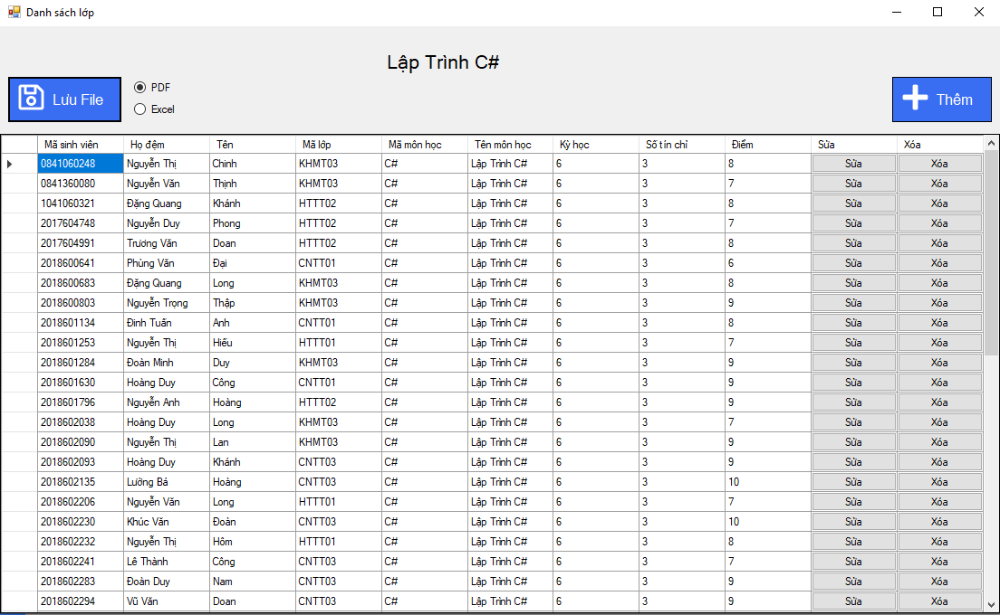 Danh sách lớp
Lập Trình C#
Lưu File
PDF
Excel
Thêm
Mã sinh viên Họ đệm Tên Mã lớp Mã môn học Tên môn học Kỳ học Số tín chỉ Điểm Sửa Xóa
0841060248 Nguyễn Thị Chinh KHMT03 C# Lập Trình C# 6 3 8 Sửa Xóa
0841360080 Nguyễn Văn Thịnh KHMT03 C# Lập Trình C# 6 3 7 Sửa Xóa
1041060321 Đặng Quang Khánh HTTT02 C# Lập Trình C# 6 3 8 Sửa Xóa
2017604748 Nguyễn Duy Phong HTTT02 C# Lập Trình C# 6 3 7 Sửa Xóa
2017604991 Trương Văn Doan HTTT02 C# Lập Trình C# 6 3 8 Sửa Xóa
2018600641 Phùng Văn Đại CNTT01 C# Lập Trình C# 6 3 6 Sửa Xóa
2018600683 Đặng Quang Long KHMT03 C# Lập Trình C# 6 3 8 Sửa Xóa
2018600803 Nguyễn Trọng Thập KHMT03 C# Lập Trình C# 6 3 9 Sửa Xóa
2018601134 Đinh Tuấn Anh CNTT01 C# Lập Trình C# 6 3 8 Sửa Xóa
2018601253 Nguyễn Thị Hiếu HTTT01 C# Lập Trình C# 6 3 7 Sửa Xóa
2018601284 Đoàn Minh Duy KHMT03 C# Lập Trình C# 6 3 9 Sửa Xóa
2018601630 Hoàng Duy Công CNTT01 C# Lập Trình C# 6 3 9 Sửa Xóa
2018601796 Nguyễn Anh Hoàng HTTT02 C# Lập Trình C# 6 3 9 Sửa Xóa
2018602038 Hoàng Duy Long KHMT03 C# Lập Trình C# 6 3 7 Sửa Xóa
2018602090 Nguyễn Thị Lan KHMT03 C# Lập Trình C# 6 3 9 Sửa Xóa
2018602093 Hoàng Duy Khánh CNTT03 C# Lập Trình C# 6 3 9 Sửa Xóa
2018602135 Lường Bá Hoàng CNTT03 C# Lập Trình C# 6 3 10 Sửa Xóa
2018602206 Nguyễn Văn Long HTTT01 C# Lập Trình C# 6 3 7 Sửa Xóa
2018602230 Khúc Văn Đoàn CNTT03 C# Lập Trình C# 6 3 10 Sửa Xóa
2018602232 Nguyễn Thị Hôm HTTT01 C# Lập Trình C# 6 3 8 Sửa Xóa
2018602241 Lê Thành Công CNTT03 C# Lập Trình C# 6 3 7 Sửa Xóa
2018602283 Đoàn Duy Nam CNTT03 C# Lập Trình C# 6 3 9 Sửa Xóa
2018602294 Vũ Văn Doan CNTT03 C# Lập Trình C# 6 3 9 Sửa Xóa